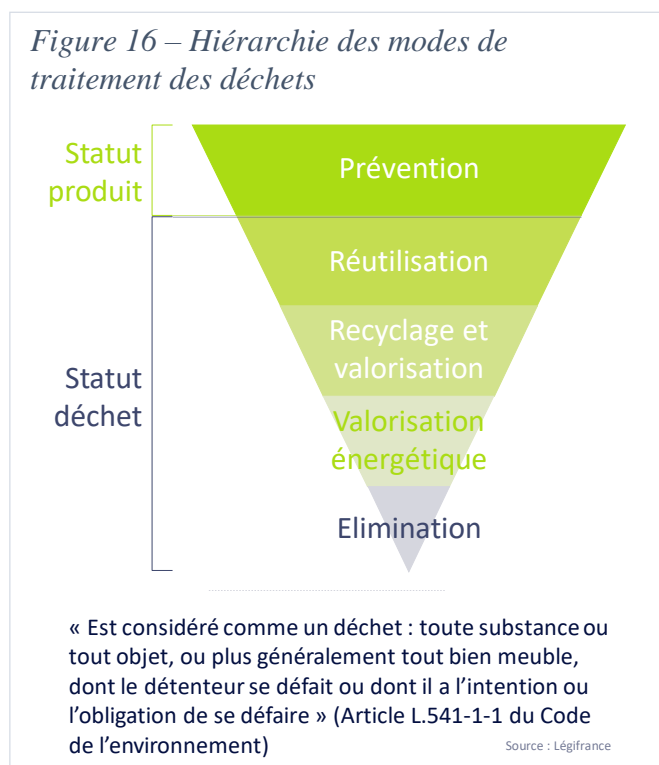 Figure 16 – Hiérarchie des modes de
traitement des déchets
Statut
produit
Prévention
Réutilisation
Recyclage et
valorisation
Statut
déchet
Valorisation
énergétique
Elimination
« Est considéré comme un déchet : toute substance ou
tout objet, ou plus généralement tout bien meuble,
dont le détenteur se défait ou dont il a l’intention ou
l’obligation de se défaire » (Article L.541-1-1 du Code
de l’environnement)
Source : Légifrance